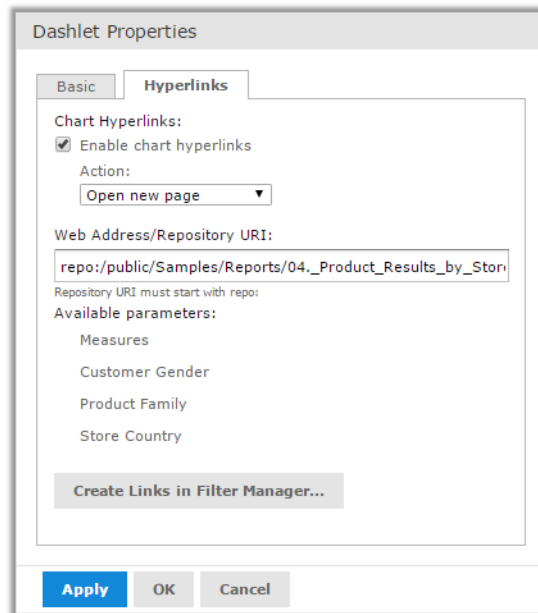 Dashlet Properties
Basic
Hyperlinks
Chart Hyperlinks:
Enable chart hyperlinks
Action:
Open new page
Web Address/Repository URI:
repo:/public/Samples/Reports/04._Product_Results_by_Stor
Repository URI must start with repo:
Available parameters:
Measures
Customer Gender
Product Family
Store Country
Create Links in Filter Manager...
Apply
OK
Cancel